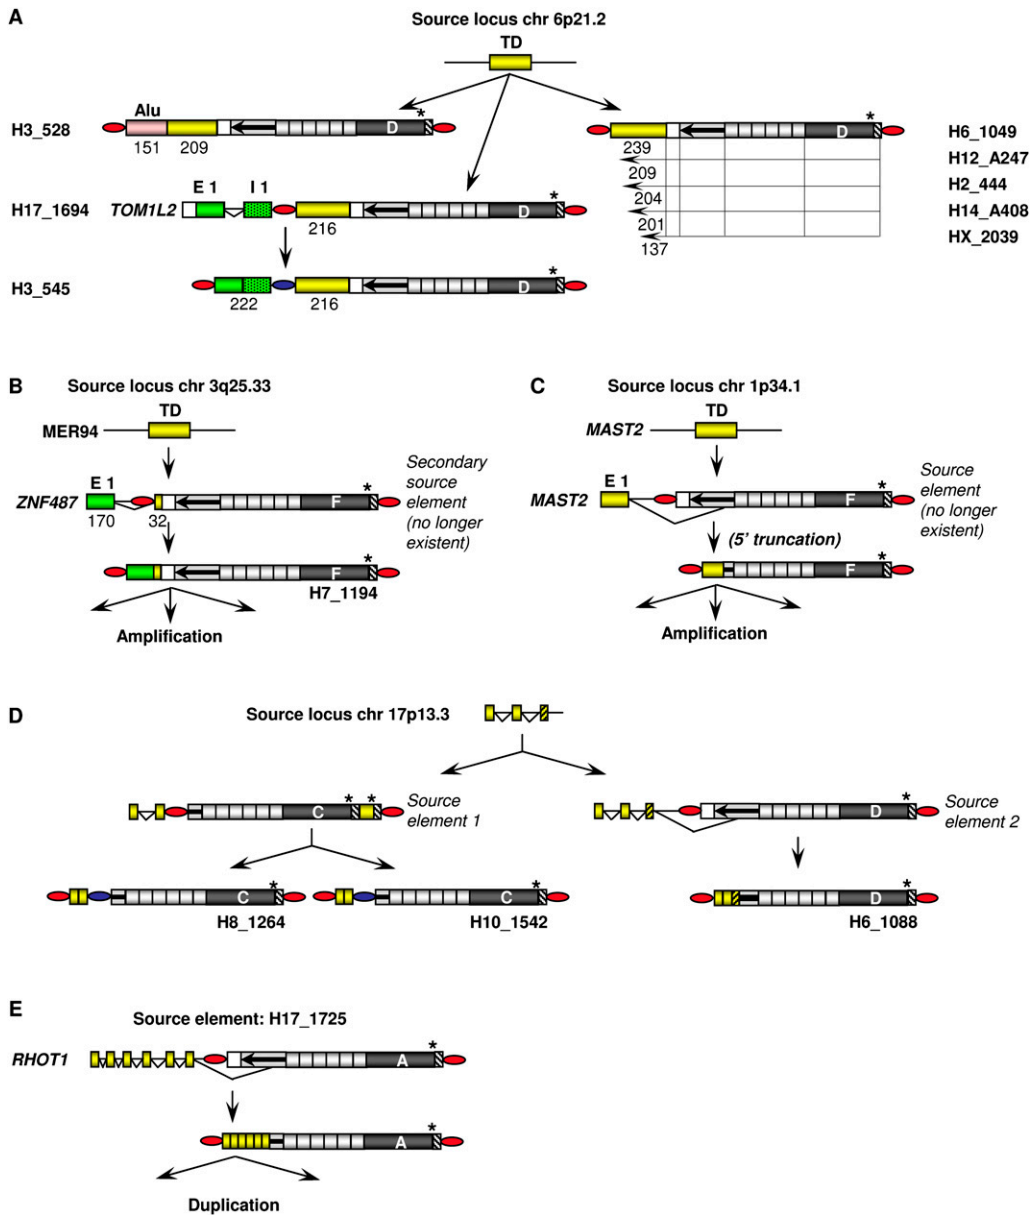 A
Source locus chr 6p21.2
TD
Alu
*
H3_528
D
151 209
*
D
H6_1049
239
H12_A247
209
H2_444
204
H14_A408
201
HX_2039
137
E 1 I 1
*
H17_1694 TOM1L2
D
216
*
H3_545
D
222 216
B
Source locus chr 3q25.33
TD
MER94
E 1
*
ZNF487
F
170 32
Secondary
source
element
(no longer
existent)
*
F
H7_1194
Amplification
C
Source locus chr 1p34.1
TD
MAST2
E 1
*
MAST2
F
Source
element
(no longer
existent)
(5' truncation)
*
F
Amplification
D
Source locus chr 17p13.3
* *
C
Source
element 1
*
D
Source
element 2
*
C
H8_1264
*
C
H10_1542
*
D
H6_1088
E
Source element: H17_1725
*
RHOT1
A
*
A
Duplication